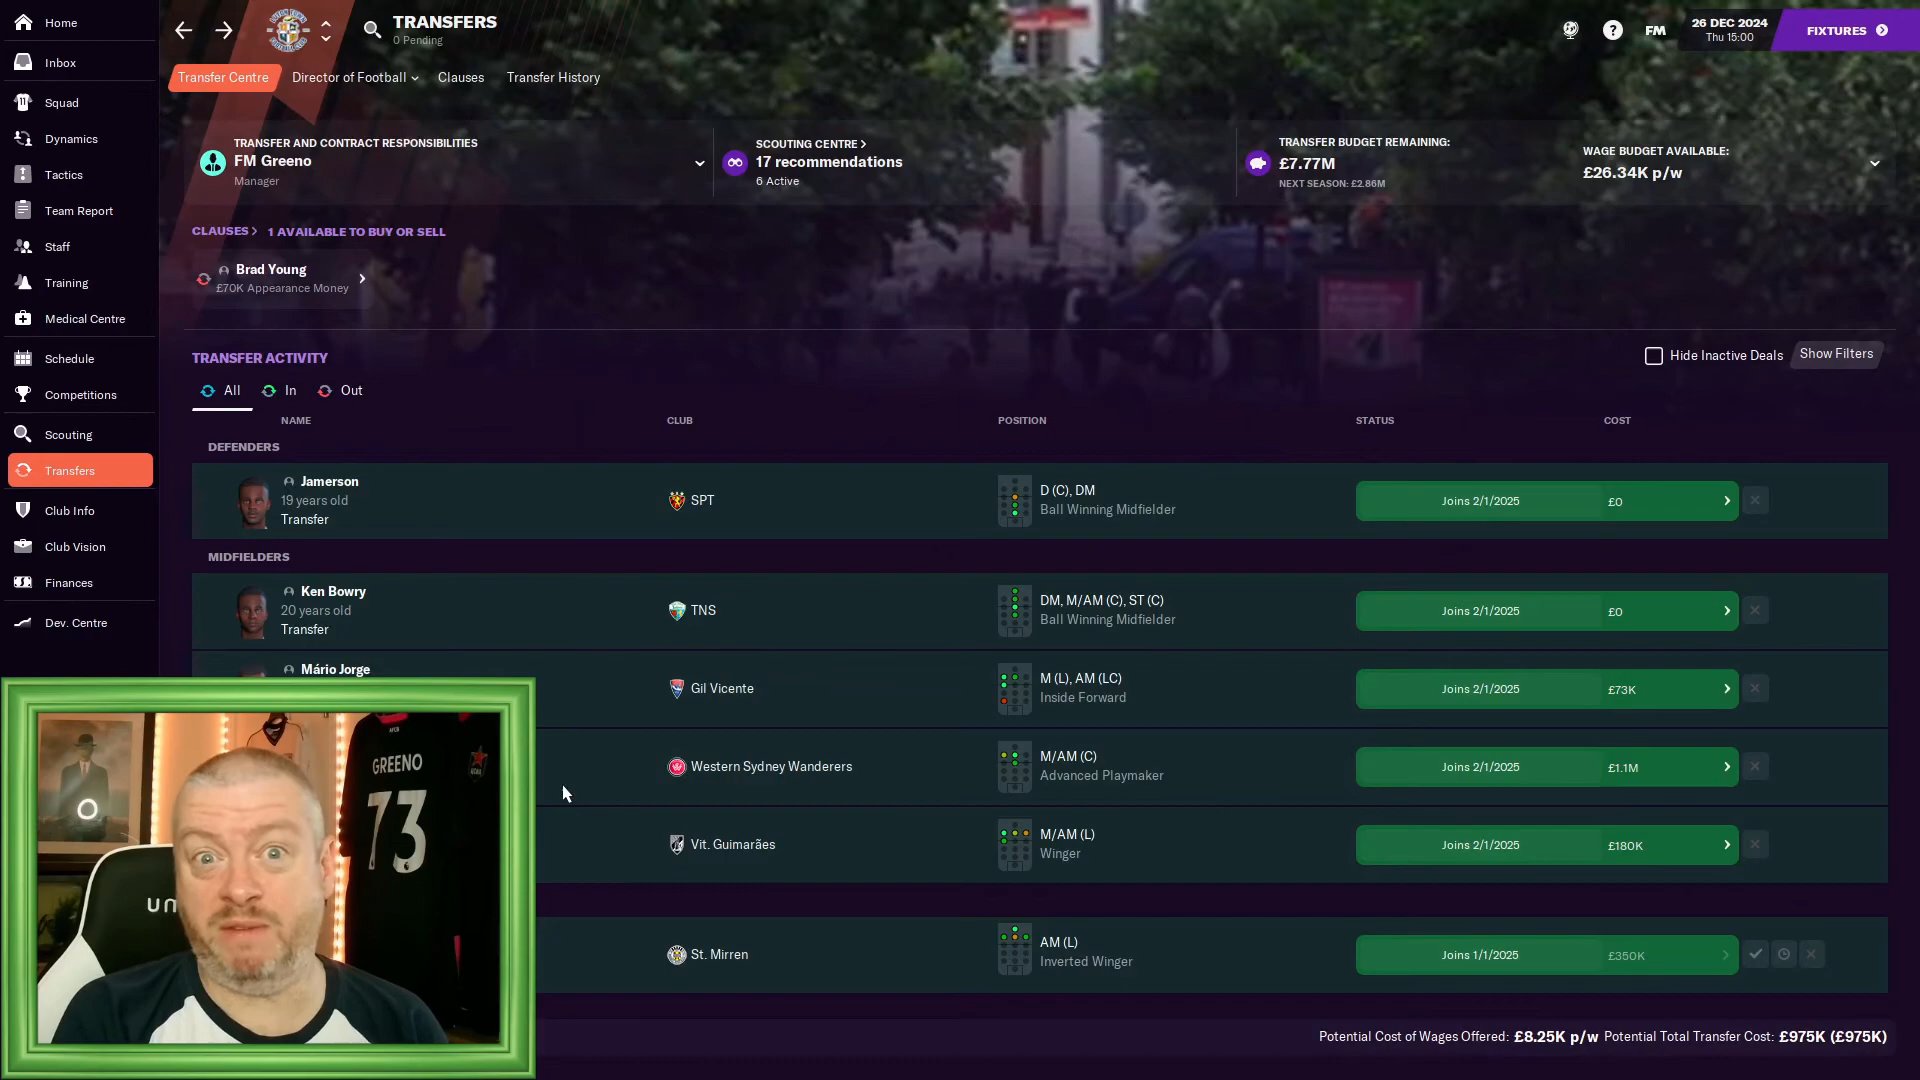 Home
Inbox
Squad
Dynamics
Tactics
Team Report
Staff
Training
Medical Centre
Schedule
Competitions
Scouting
Transfers
Club Info
Club Vision
Finances
Dev. Centre
TRANSFERS
0 Pending
FM
26 DEC 2024
Thu 15:00
FIXTURES
Transfer Centre
Director of Football
Clauses
Transfer History
TRANSFER AND CONTRACT RESPONSIBILITIES
FM Greeno
Manager
SCOUTING CENTRE
17 recommendations
6 Active
TRANSFER BUDGET REMAINING:
£7.77M
NEXT SEASON: £2.86M
WAGE BUDGET AVAILABLE:
£26.34K p/w
CLAUSES 1 AVAILABLE TO BUY OR SELL
Brad Young
£70K Appearance Money
TRANSFER ACTIVITY
Hide Inactive Deals
Show Filters
All
In
Out
NAME CLUB POSITION STATUS COST
DEFENDERS
Jamerson
19 years old
Transfer
SPT
D (C), DM
Ball Winning Midfielder
Joins 2/1/2025 £0
MIDFIELDERS
Ken Bowry
20 years old
Transfer
TNS
DM, M/AM (C), ST (C)
Ball Winning Midfielder
Joins 2/1/2025 £0
Mário Jorge
Gil Vicente
M (L), AM (LC)
Inside Forward
Joins 2/1/2025 £73K
Western Sydney Wanderers
M/AM (C)
Advanced Playmaker
Joins 2/1/2025 £1.1M
Vit. Guimarães
M/AM (L)
Winger
Joins 2/1/2025 £180K
St. Mirren
AM (L)
Inverted Winger
Joins 1/1/2025 £350K
Potential Cost of Wages Offered: £8.25K p/w Potential Total Transfer Cost: £975K (£975K)
AFCB
GREENO
73
UN